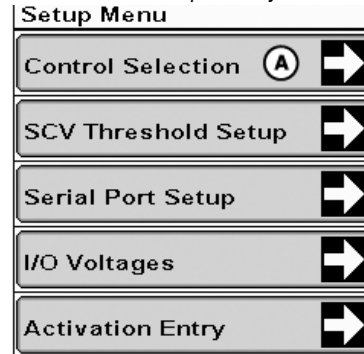 Setup Menu
Control Selection A
SCV Threshold Setup
Serial Port Setup
I/O Voltages
Activation Entry